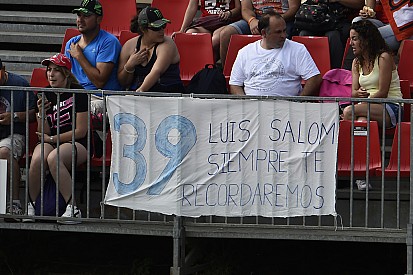 39 LUIS SALOM
SIEMPRE TE
RECORDAREMOS